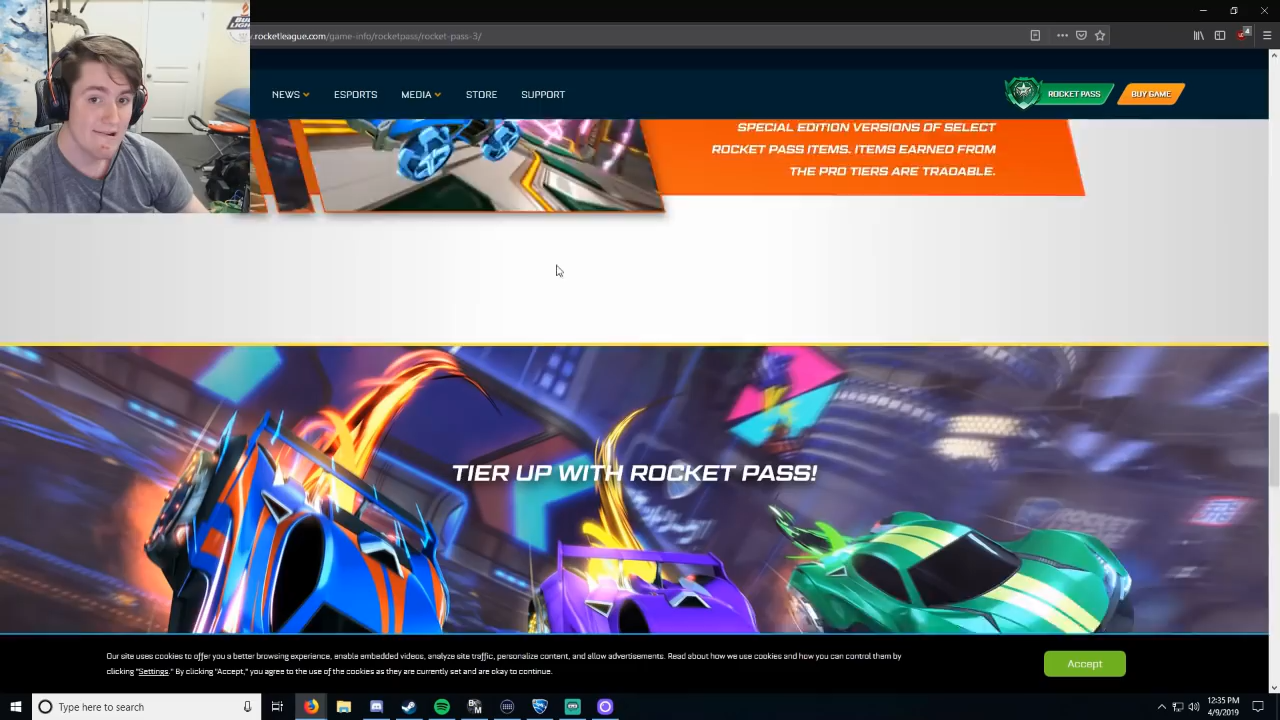 .rocketleague.com/game-info/rocketpass/rocket-pass-3/
NEWS
ESPORTS
MEDIA
STORE
SUPPORT
ROCKET PASS
BUY GAME
SPECIAL EDITION VERSIONS OF SELECT
ROCKET PASS ITEMS. ITEMS EARNED FROM
THE PRO TIERS ARE TRADABLE.
TIER UP WITH ROCKET PASS!
Our site uses cookies to offer you a better browsing experience, enable embedded videos, analyze site traffic, personalize content, and allow advertisements. Read about how we use cookies and how you can control them by
clicking "Settings." By clicking "Accept," you agree to the use of the cookies as they are currently set and are okay to continue.
Accept
Type here to search
12:35 PM
4/9/2019